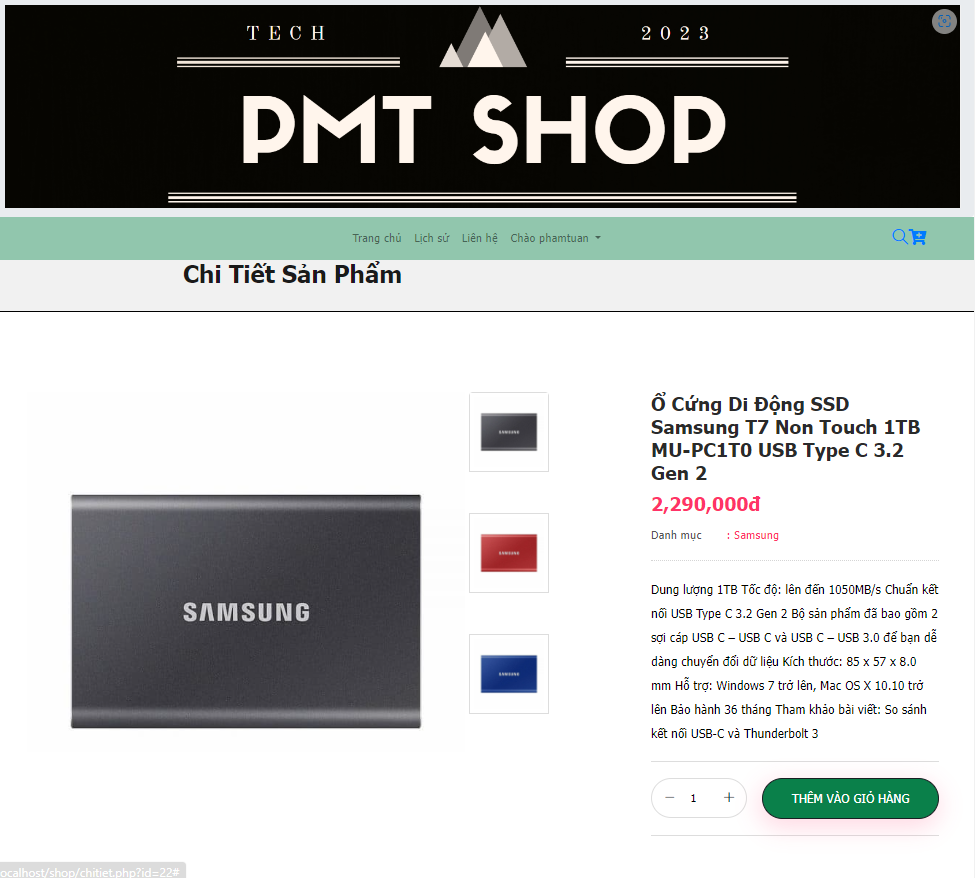 TECH
2023
PMT SHOP
Trang chủ Lịch sử Liên hệ Chào phamtuan
Chi Tiết Sản Phẩm
SAMSUNG
SAMSUNG
SAMSUNG
SAMSUNG
Ổ Cứng Di Động SSD
Samsung T7 Non Touch 1TB
MU-PC1T0 USB Type C 3.2
Gen 2
2,290,000đ
Danh mục : Samsung
Dung lượng 1TB Tốc độ: lên đến 1050MB/s Chuẩn kết
nối USB Type C 3.2 Gen 2 Bộ sản phẩm đã bao gồm 2
sợi cáp USB C – USB C và USB C – USB 3.0 để bạn dễ
dàng chuyển đổi dữ liệu Kích thước: 85 x 57 x 8.0
mm Hỗ trợ: Windows 7 trở lên, Mac OS X 10.10 trở
lên Bảo hành 36 tháng Tham khảo bài viết: So sánh
kết nối USB-C và Thunderbolt 3
− 1 +
THÊM VÀO GIỎ HÀNG
ocalhost/shop/chitiet.php?id=22#